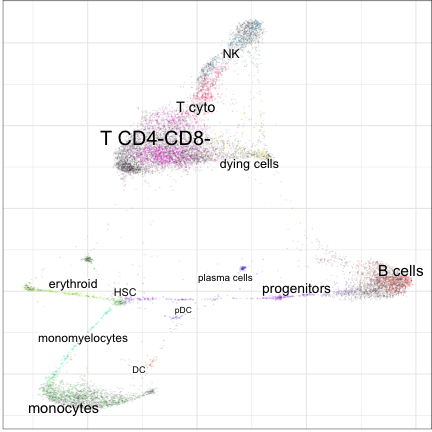 NK
T cyto
T CD4-CD8-
dying cells
plasma cells
B cells
erythroid
HSC
progenitors
pDC
monomyelocytes
DC
monocytes